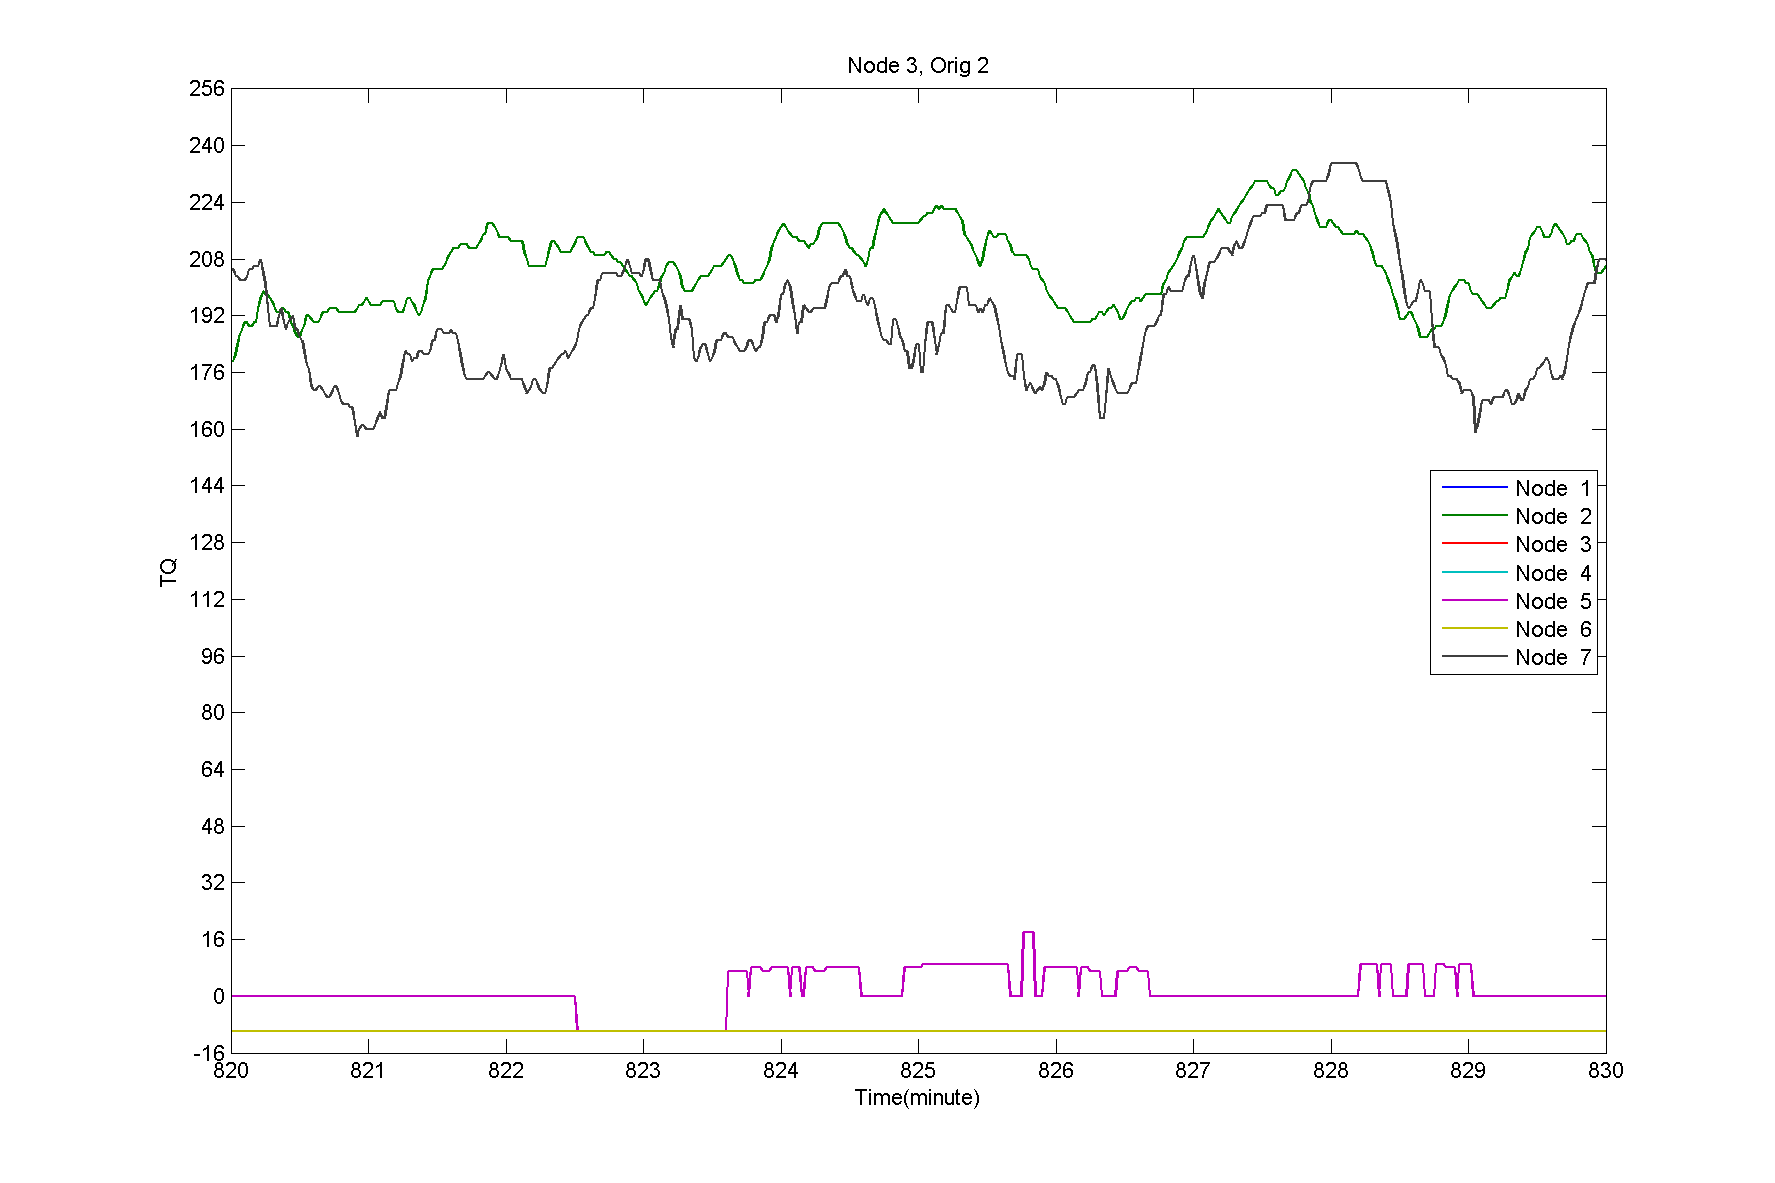 Node 3, Orig 2
256
240
224
208
192
176
160
144
128
112
96
80
64
48
32
16
0
-16
TQ
Node 1
Node 2
Node 3
Node 4
Node 5
Node 6
Node 7
820 821 822 823 824 825 826 827 828 829 830
Time(minute)